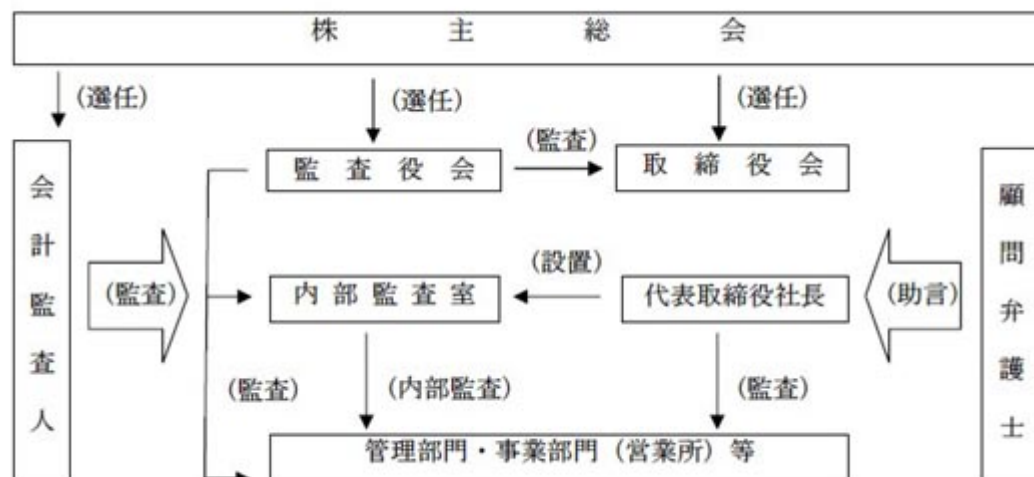 株主総会
(選任)
(選任)
(選任)
会計監査人
監査役会
(監査)
取締役会
顧問弁護士
(監査)
内部監査室
(設置)
代表取締役社長
(助言)
(監査)
(内部監査)
(監査)
管理部門・事業部門（営業所）等